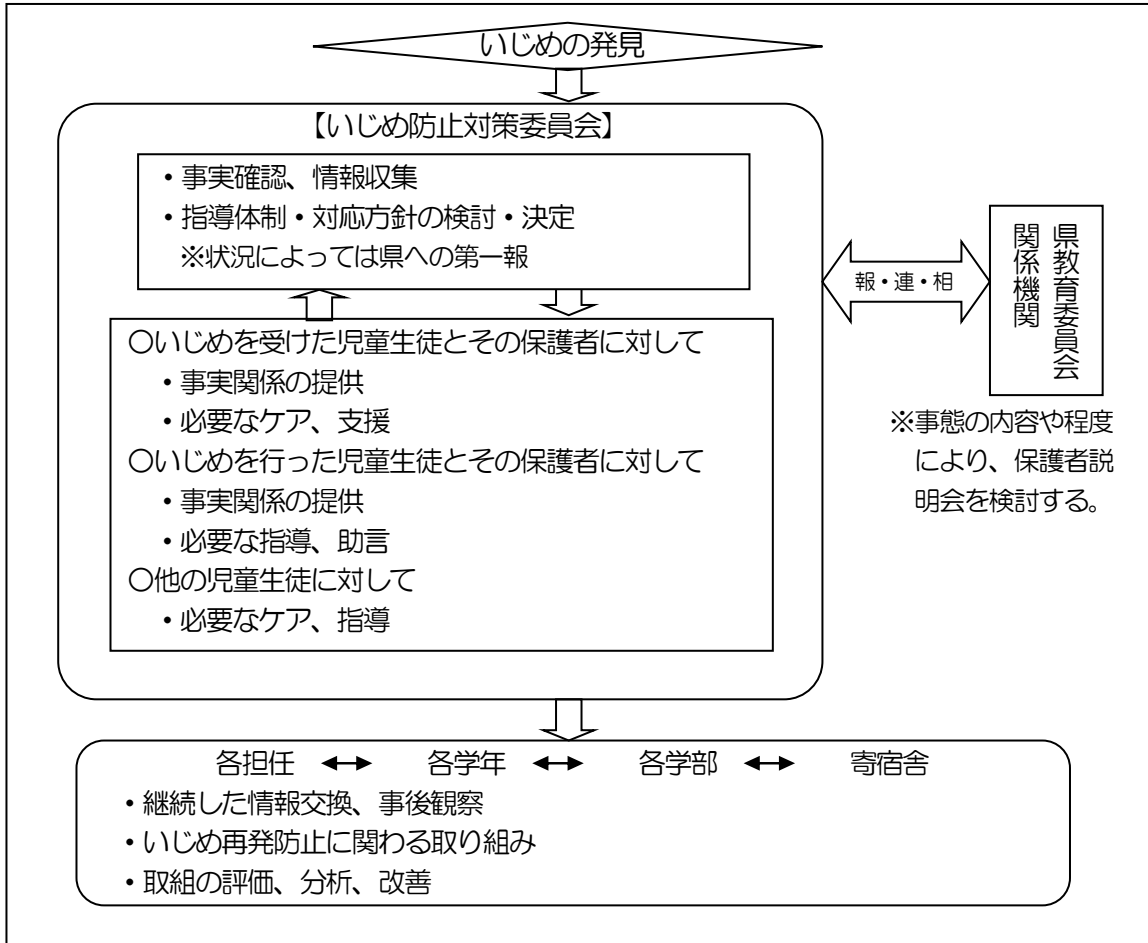 いじめの発見
【いじめ防止対策委員会】
・事実確認、情報収集
・指導体制・対応方針の検討・決定
※状況によっては県への第一報
〇いじめを受けた児童生徒とその保護者に対して
・事実関係の提供
・必要なケア、支援
〇いじめを行った児童生徒とその保護者に対して
・事実関係の提供
・必要な指導、助言
〇他の児童生徒に対して
・必要なケア、指導
報・連・相
県教育委員会
関係機関
※事態の内容や程度
により、保護者説
明会を検討する。
各担任 ↔ 各学年 ↔ 各学部 ↔ 寄宿舎
・継続した情報交換、事後観察
・いじめ再発防止に関わる取り組み
・取組の評価、分析、改善